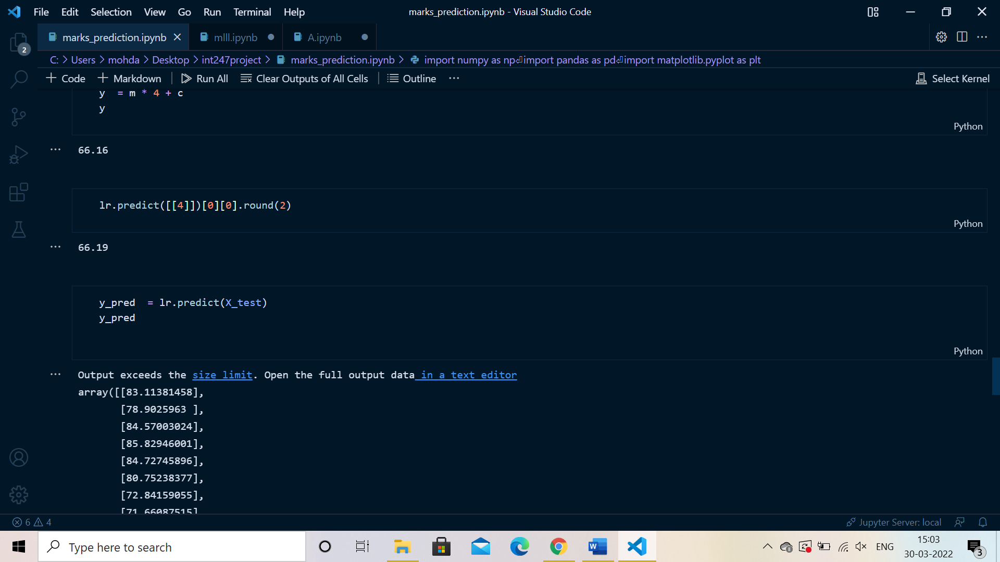 File Edit Selection View Go Run Terminal Help
marks_prediction.ipynb - Visual Studio Code
marks_prediction.ipynb mlll.ipynb A.ipynb
2
C: > Users > mohda > Desktop > int247project > marks_prediction.ipynb > import numpy as np⏎import pandas as pd⏎import matplotlib.pyplot as plt
+ Code + Markdown Run All Clear Outputs of All Cells Outline ... Select Kernel
y  = m * 4 + c
y
Python
... 66.16
lr.predict([[4]])[0][0].round(2)
Python
... 66.19
y_pred  = lr.predict(X_test)
y_pred
Python
... Output exceeds the size limit. Open the full output data in a text editor
array([[83.11381458],
[78.9025963 ],
[84.57003024],
[85.82946001],
[84.72745896],
[80.75238377],
[72.84159055],
[71.66087515],
6 4 Jupyter Server: local
Type here to search
W
ENG
15:03
30-03-2022
3